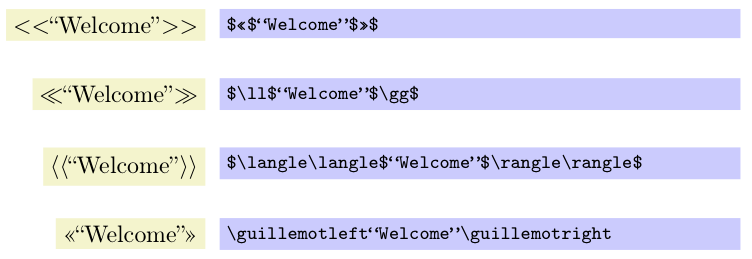 <<“Welcome”>> $«$‘‘Welcome’’$»$
≪“Welcome”≫ $\ll$‘‘Welcome’’$\gg$
⟨⟨“Welcome”⟩⟩ $\langle\langle$‘‘Welcome’’$\rangle\rangle$
«“Welcome”» \guillemotleft‘‘Welcome’’\guillemotright